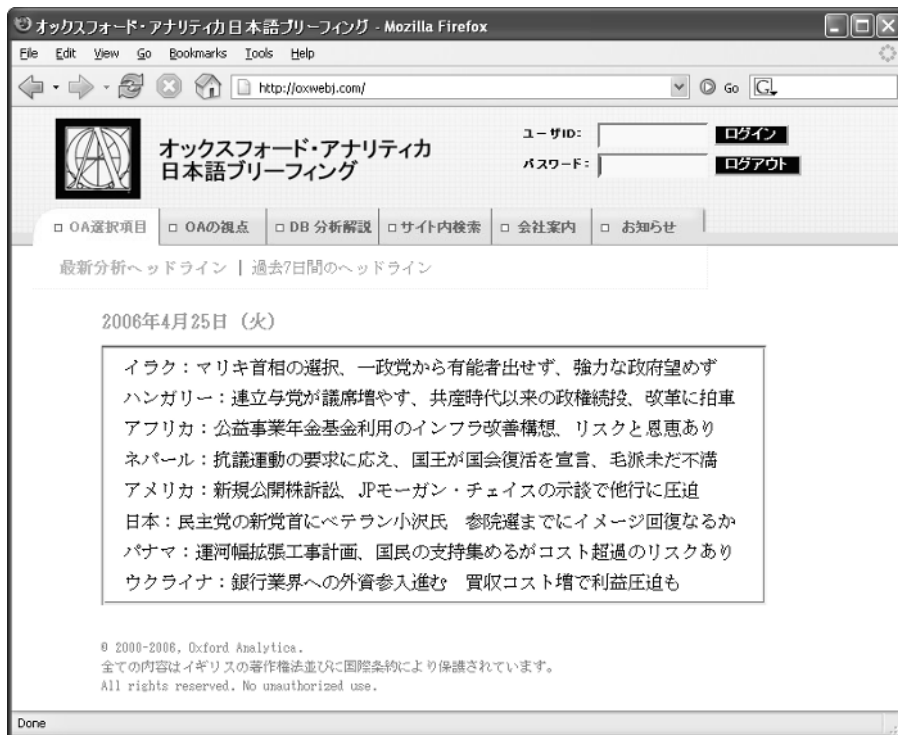 オックスフォード・アナリティカ日本語ブリーフィング - Mozilla Firefox
File Edit View Go Bookmarks Tools Help
http://oxwebj.com/ Go G
オックスフォード・アナリティカ
日本語ブリーフィング
ユーザID: ログイン
パスワード: ログアウト
OA選択項目 OAの視点 DB 分析解説 サイト内検索 会社案内 お知らせ
最新分析ヘッドライン | 過去7日間のヘッドライン
2006年4月25日 (火)
イラク：マリキ首相の選択、一政党から有能者出せず、強力な政府望めず
ハンガリー：連立与党が議席増やす、共産時代以来の政権続投、改革に拍車
アフリカ：公益事業年金基金利用のインフラ改善構想、リスクと恩恵あり
ネパール：抗議運動の要求に応え、国王が国会復活を宣言、毛派未だ不満
アメリカ：新規公開株訴訟、JPモーガン・チェイスの示談で他行に圧迫
日本：民主党の新党首にベテラン小沢氏　参院選までにイメージ回復なるか
パナマ：運河幅拡張工事計画、国民の支持集めるがコスト超過のリスクあり
ウクライナ：銀行業界への外資参入進む　買収コスト増で利益圧迫も
© 2000-2006, Oxford Analytica.
全ての内容はイギリスの著作権法並びに国際条約により保護されています。
All rights reserved. No unauthorized use.
Done